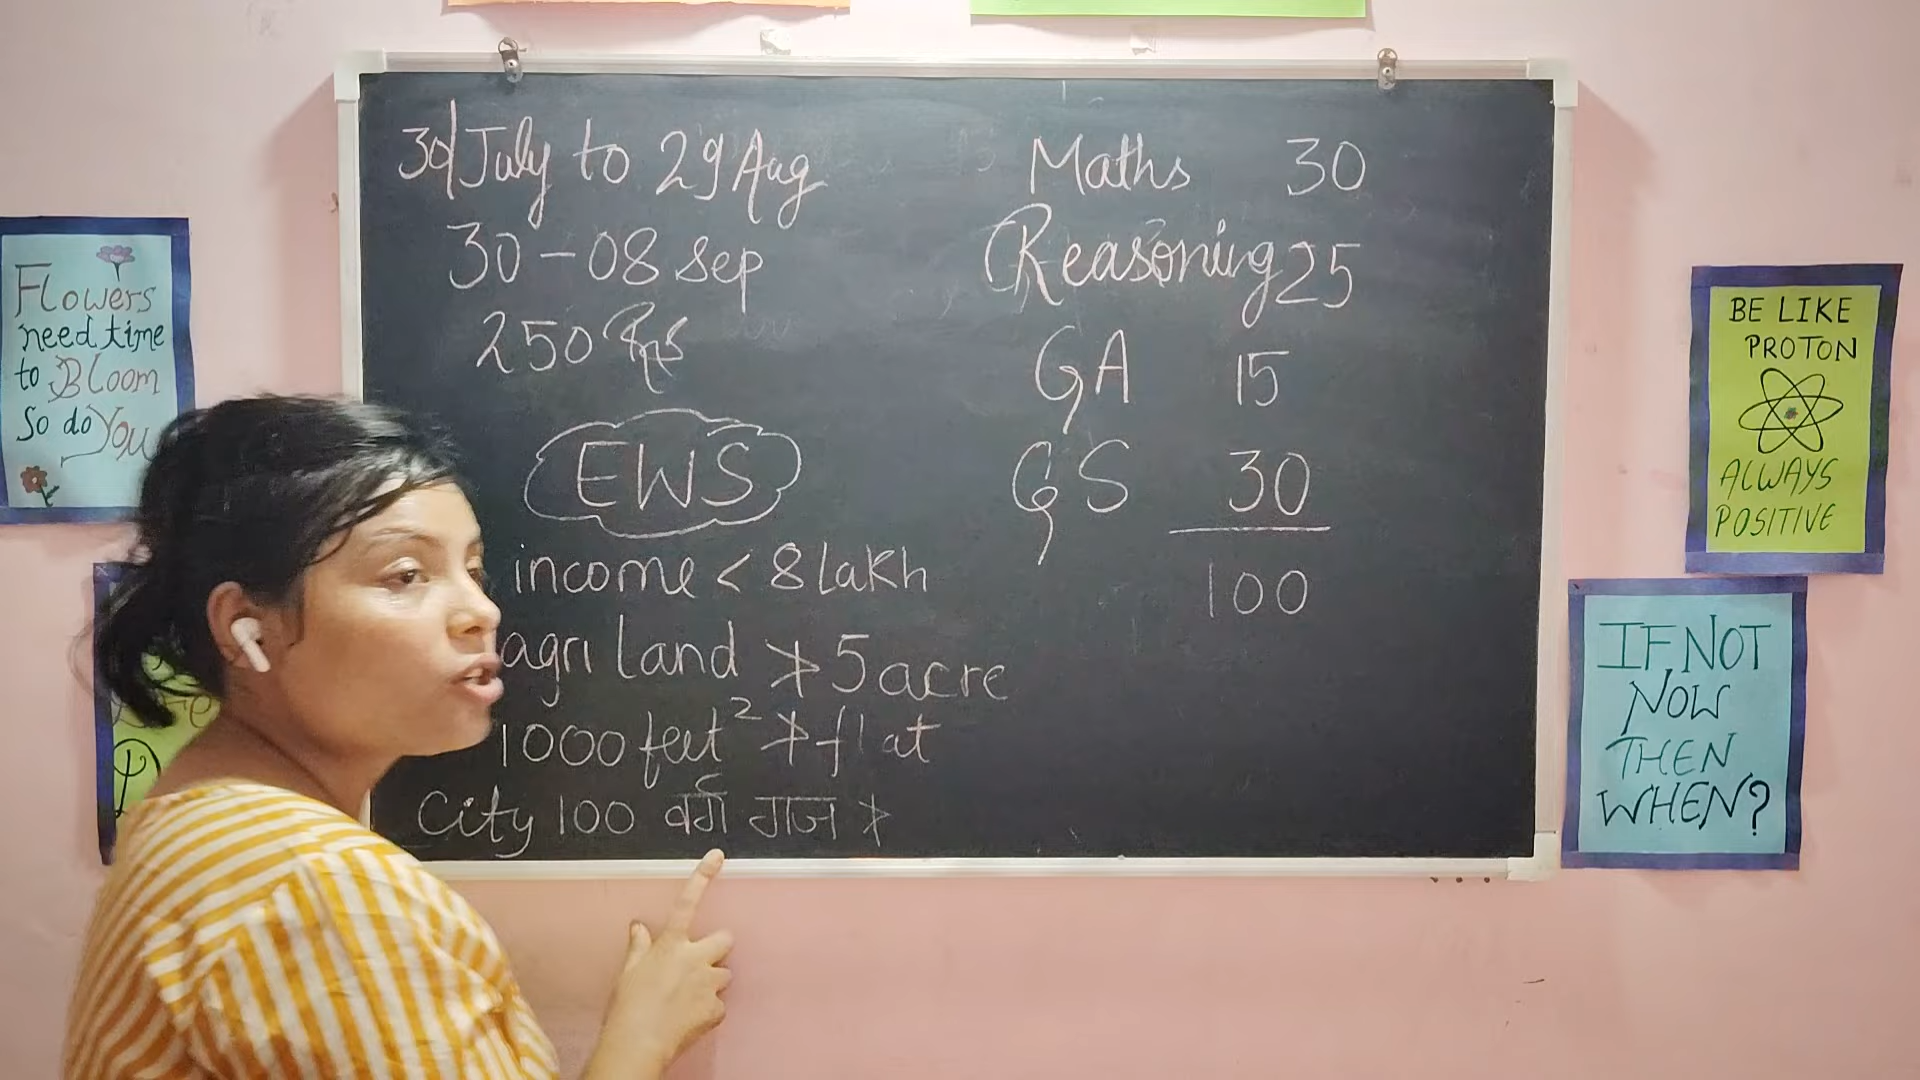 30 July to 29 Aug
30 - 08 Sep
250
EWS
income < 8 Lakh
agri Land ≯ 5 acre
1000 feet² ≯ flat
City 100 वर्ग गज ≯
Maths 30
Reasoning 25
GA 15
GS 30
100
Flowers
need time
to Bloom
So do You
BE LIKE
PROTON
ALWAYS
POSITIVE
IF NOT
NOW
THEN
WHEN?